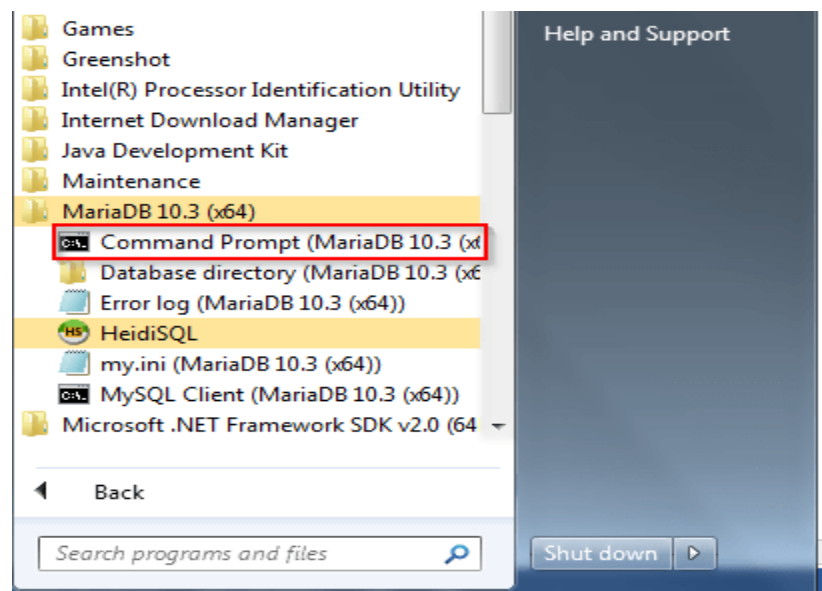 Games
Greenshot
Intel(R) Processor Identification Utility
Internet Download Manager
Java Development Kit
Maintenance
MariaDB 10.3 (x64)
C:\.
Command Prompt (MariaDB 10.3 (x6
Database directory (MariaDB 10.3 (x6
Error log (MariaDB 10.3 (x64))
HS
HeidiSQL
my.ini (MariaDB 10.3 (x64))
C:\.
MySQL Client (MariaDB 10.3 (x64))
Microsoft .NET Framework SDK v2.0 (64
Back
Search programs and files
Help and Support
Shut down